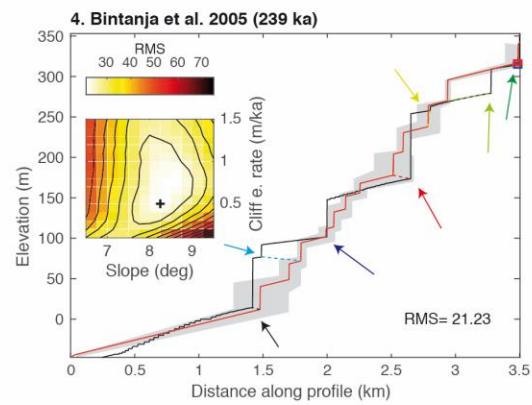 4. Bintanja et al. 2005 (239 ka)
RMS
30 40 50 60 70
350
300
250
200
150
100
50
0
Elevation (m)
1.5
1
0.5
Cliff e. rate (m/ka)
7 8 9
Slope (deg)
RMS= 21.23
0 0.5 1 1.5 2 2.5 3 3.5
Distance along profile (km)